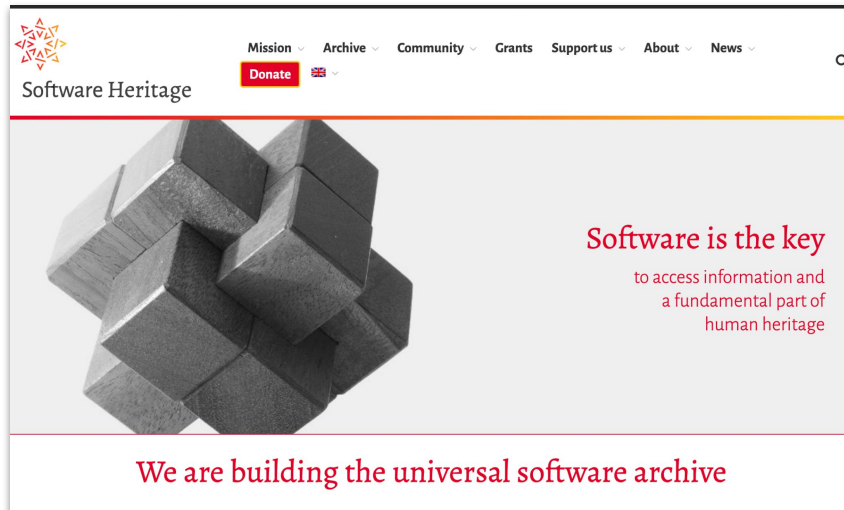 Software Heritage
Mission Archive Community Grants Support us About News
Donate
Software is the key
to access information and
a fundamental part of
human heritage
We are building the universal software archive